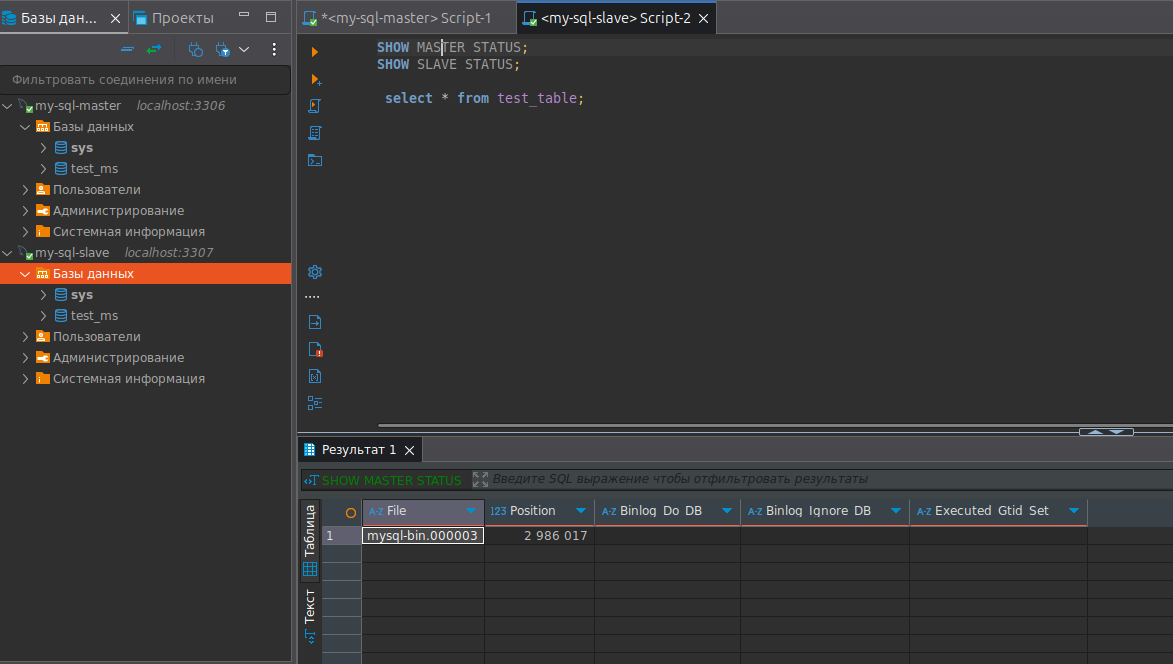 Базы дан...
Проекты
Фильтровать соединения по имени
my-sql-master localhost:3306
Базы данных
sys
test_ms
Пользователи
Администрирование
Системная информация
my-sql-slave localhost:3307
Базы данных
sys
test_ms
Пользователи
Администрирование
Системная информация
*<my-sql-master> Script-1
<my-sql-slave> Script-2
SHOW MASTER STATUS;
SHOW SLAVE STATUS;
select * from test_table;
Результат 1
SHOW MASTER STATUS
Введите SQL выражение чтобы отфильтровать результаты
Таблица
Текст
A-Z File 123 Position A-Z Binlog_Do_DB A-Z Binlog_Ignore_DB A-Z Executed_Gtid_Set
1 mysql-bin.000003 2 986 017